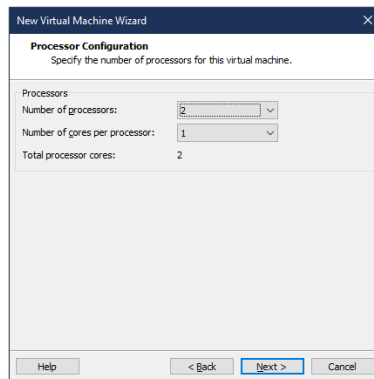 New Virtual Machine Wizard
Processor Configuration
Specify the number of processors for this virtual machine.
Processors
Number of processors: 2
Number of cores per processor: 1
Total processor cores: 2
Help < Back Next > Cancel